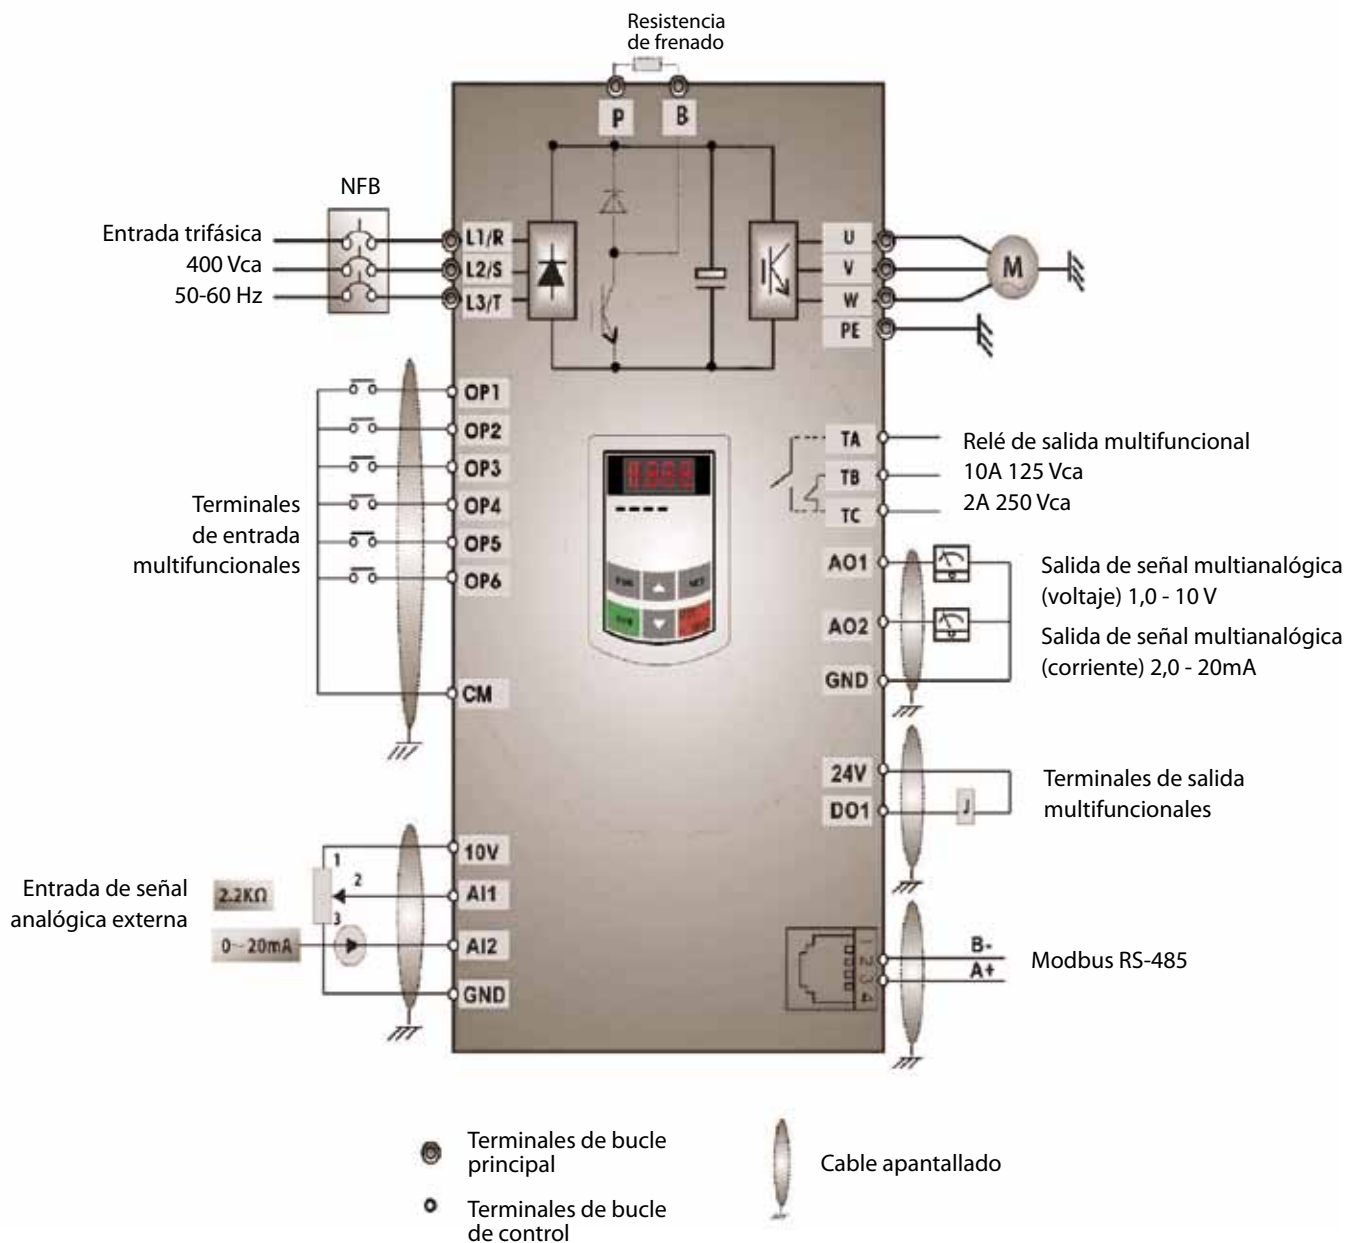 Resistencia
de frenado
P
B
NFB
Entrada trifásica
400 Vca
50-60 Hz
L1/R
L2/S
L3/T
U
V
W
PE
M
OP1
OP2
OP3
OP4
OP5
OP6
CM
Terminales
de entrada
multifuncionales
TA
TB
TC
Relé de salida multifuncional
10A 125 Vca
2A 250 Vca
AO1
AO2
GND
Salida de señal multianalógica
(voltaje) 1,0 - 10 V
Salida de señal multianalógica
(corriente) 2,0 - 20mA
24V
DO1
J
Terminales de salida
multifuncionales
Entrada de señal
analógica externa
2.2KΩ
0~20mA
1
2
3
10V
AI1
AI2
GND
1
2
3
4
B-
A+
Modbus RS-485
Terminales de bucle
principal
Terminales de bucle
de control
Cable apantallado